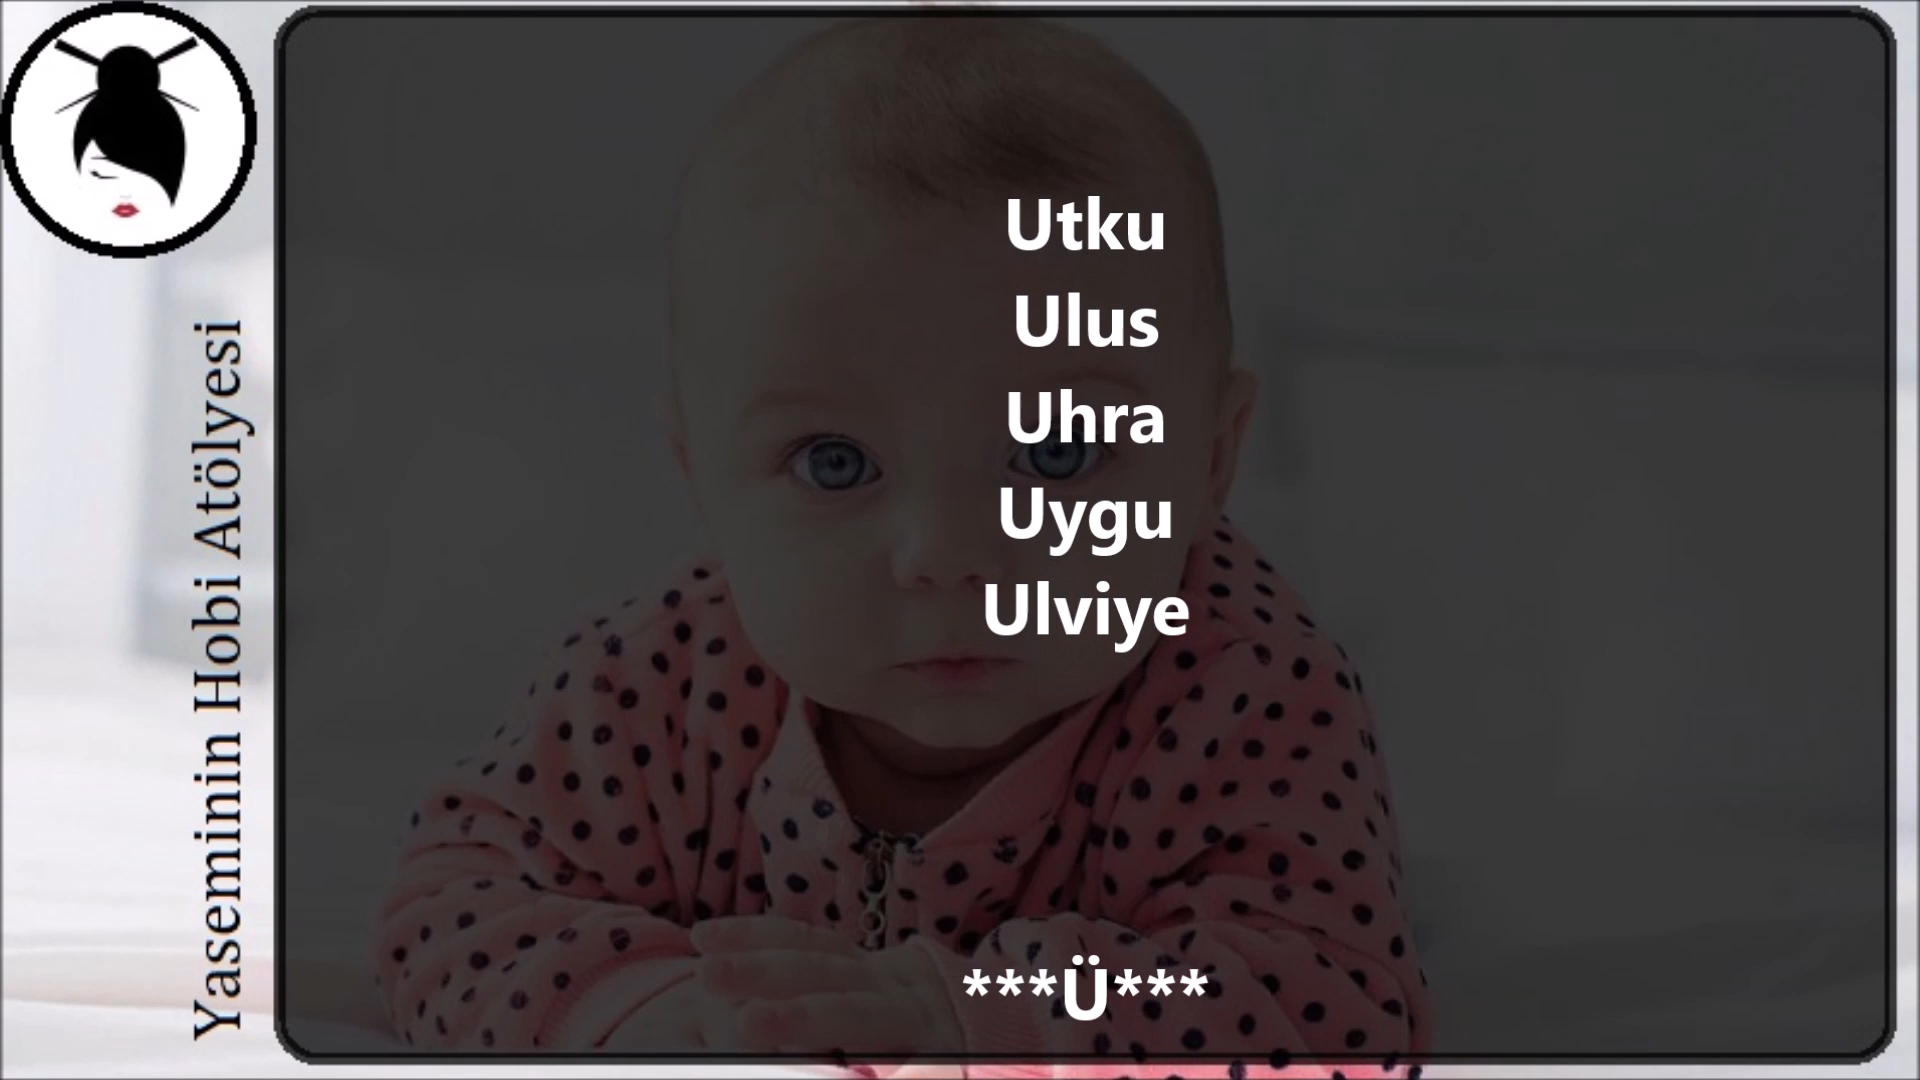 Yaseminin Hobi Atölyesi
Utku
Ulus
Uhra
Uygu
Ulviye
***Ü***